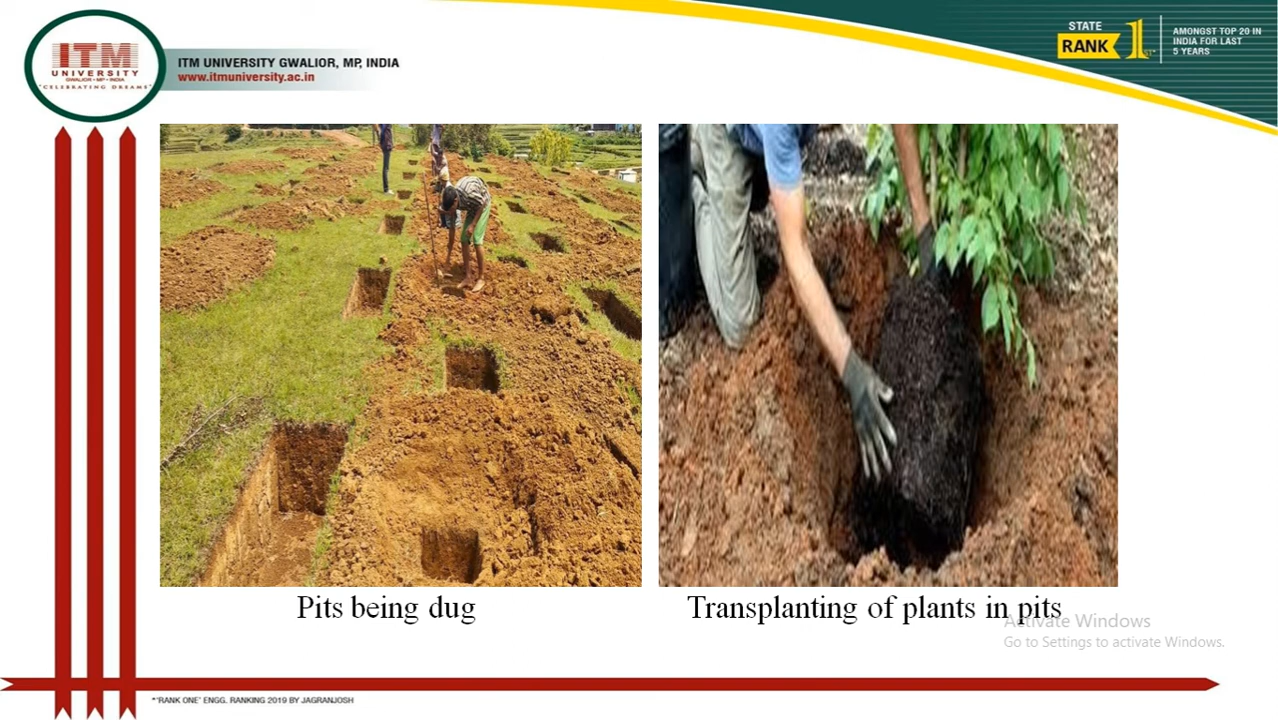 ITM
UNIVERSITY
GWALIOR • MP • INDIA
"CELEBRATING DREAMS"
ITM UNIVERSITY GWALIOR, MP, INDIA
www.itmuniversity.ac.in
STATE
RANK 1ST*
AMONGST TOP 20 IN
INDIA FOR LAST
5 YEARS
Pits being dug
Transplanting of plants in pits
Activate Windows
Go to Settings to activate Windows.
*"RANK ONE" ENGG. RANKING 2019 BY JAGRANJOSH